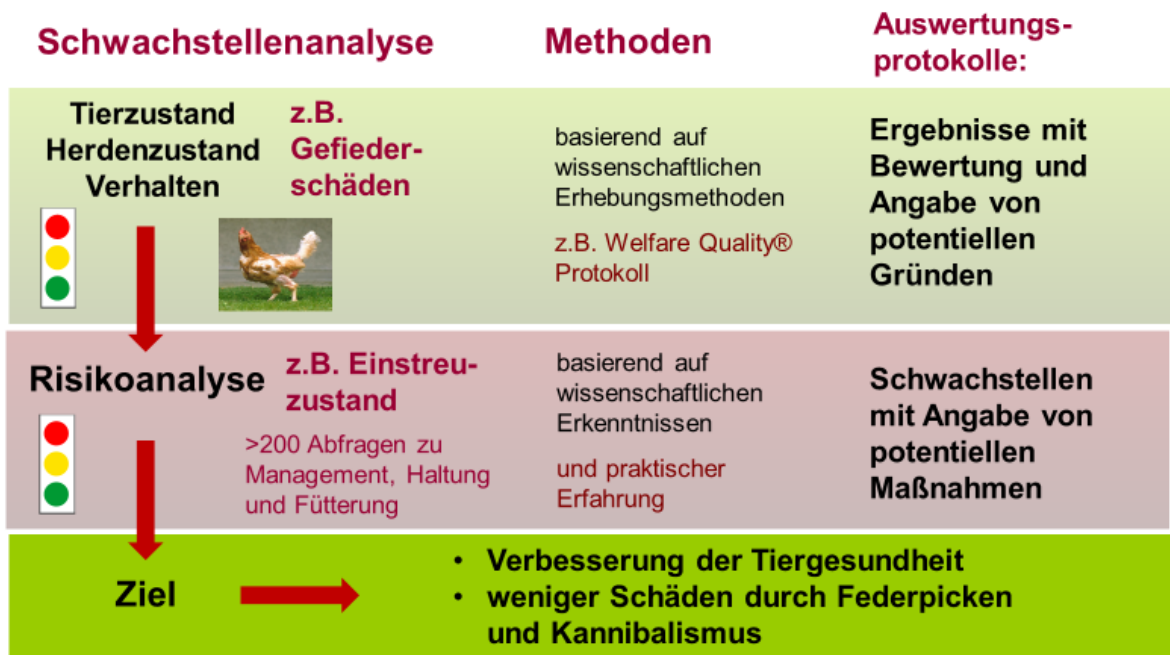 Schwachstellenanalyse
Methoden
Auswertungs-
protokolle:
Tierzustand
Herdenzustand
Verhalten
z.B.
Gefieder-
schäden
basierend auf
wissenschaftlichen
Erhebungsmethoden
z.B. Welfare Quality®
Protokoll
Ergebnisse mit
Bewertung und
Angabe von
potentiellen
Gründen
Risikoanalyse
z.B. Einstreu-
zustand
>200 Abfragen zu
Management, Haltung
und Fütterung
basierend auf
wissenschaftlichen
Erkenntnissen
und praktischer
Erfahrung
Schwachstellen
mit Angabe von
potentiellen
Maßnahmen
Ziel
• Verbesserung der Tiergesundheit
• weniger Schäden durch Federpicken
und Kannibalismus